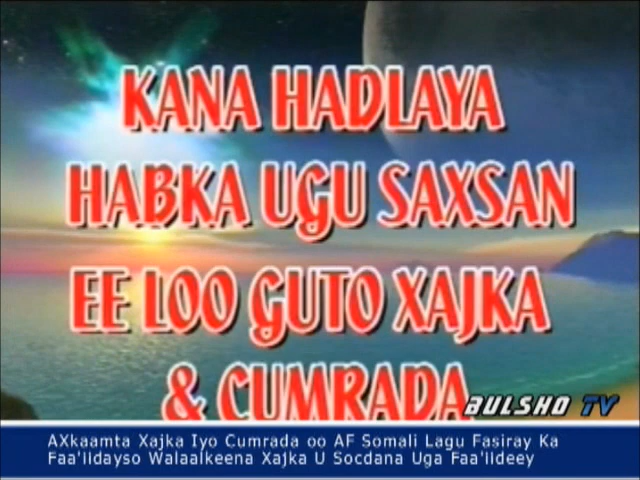 KANA HADLAYA
HABKA UGU SAXSAN
EE LOO GUTO XAJKA
& CUMRADA
BULSHO TV
AXkaamta Xajka Iyo Cumrada oo AF Somali Lagu Fasiray Ka
Faa'iidayso Walaalkeena Xajka U Socdana Uga Faa'iideey